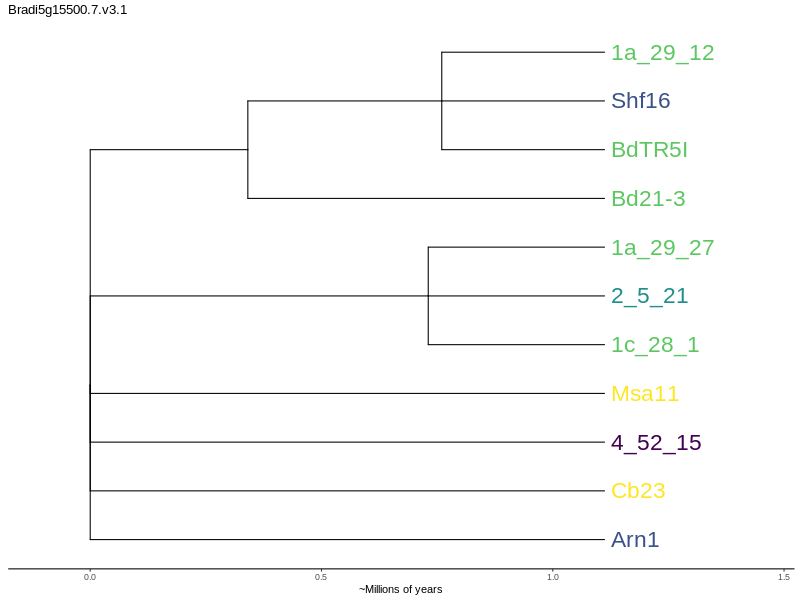 Bradi5g15500.7.v3.1
1a_29_12
Shf16
BdTR5I
Bd21-3
1a_29_27
2_5_21
1c_28_1
Msa11
4_52_15
Cb23
Arn1
0.0 0.5 1.0 1.5
~Millions of years